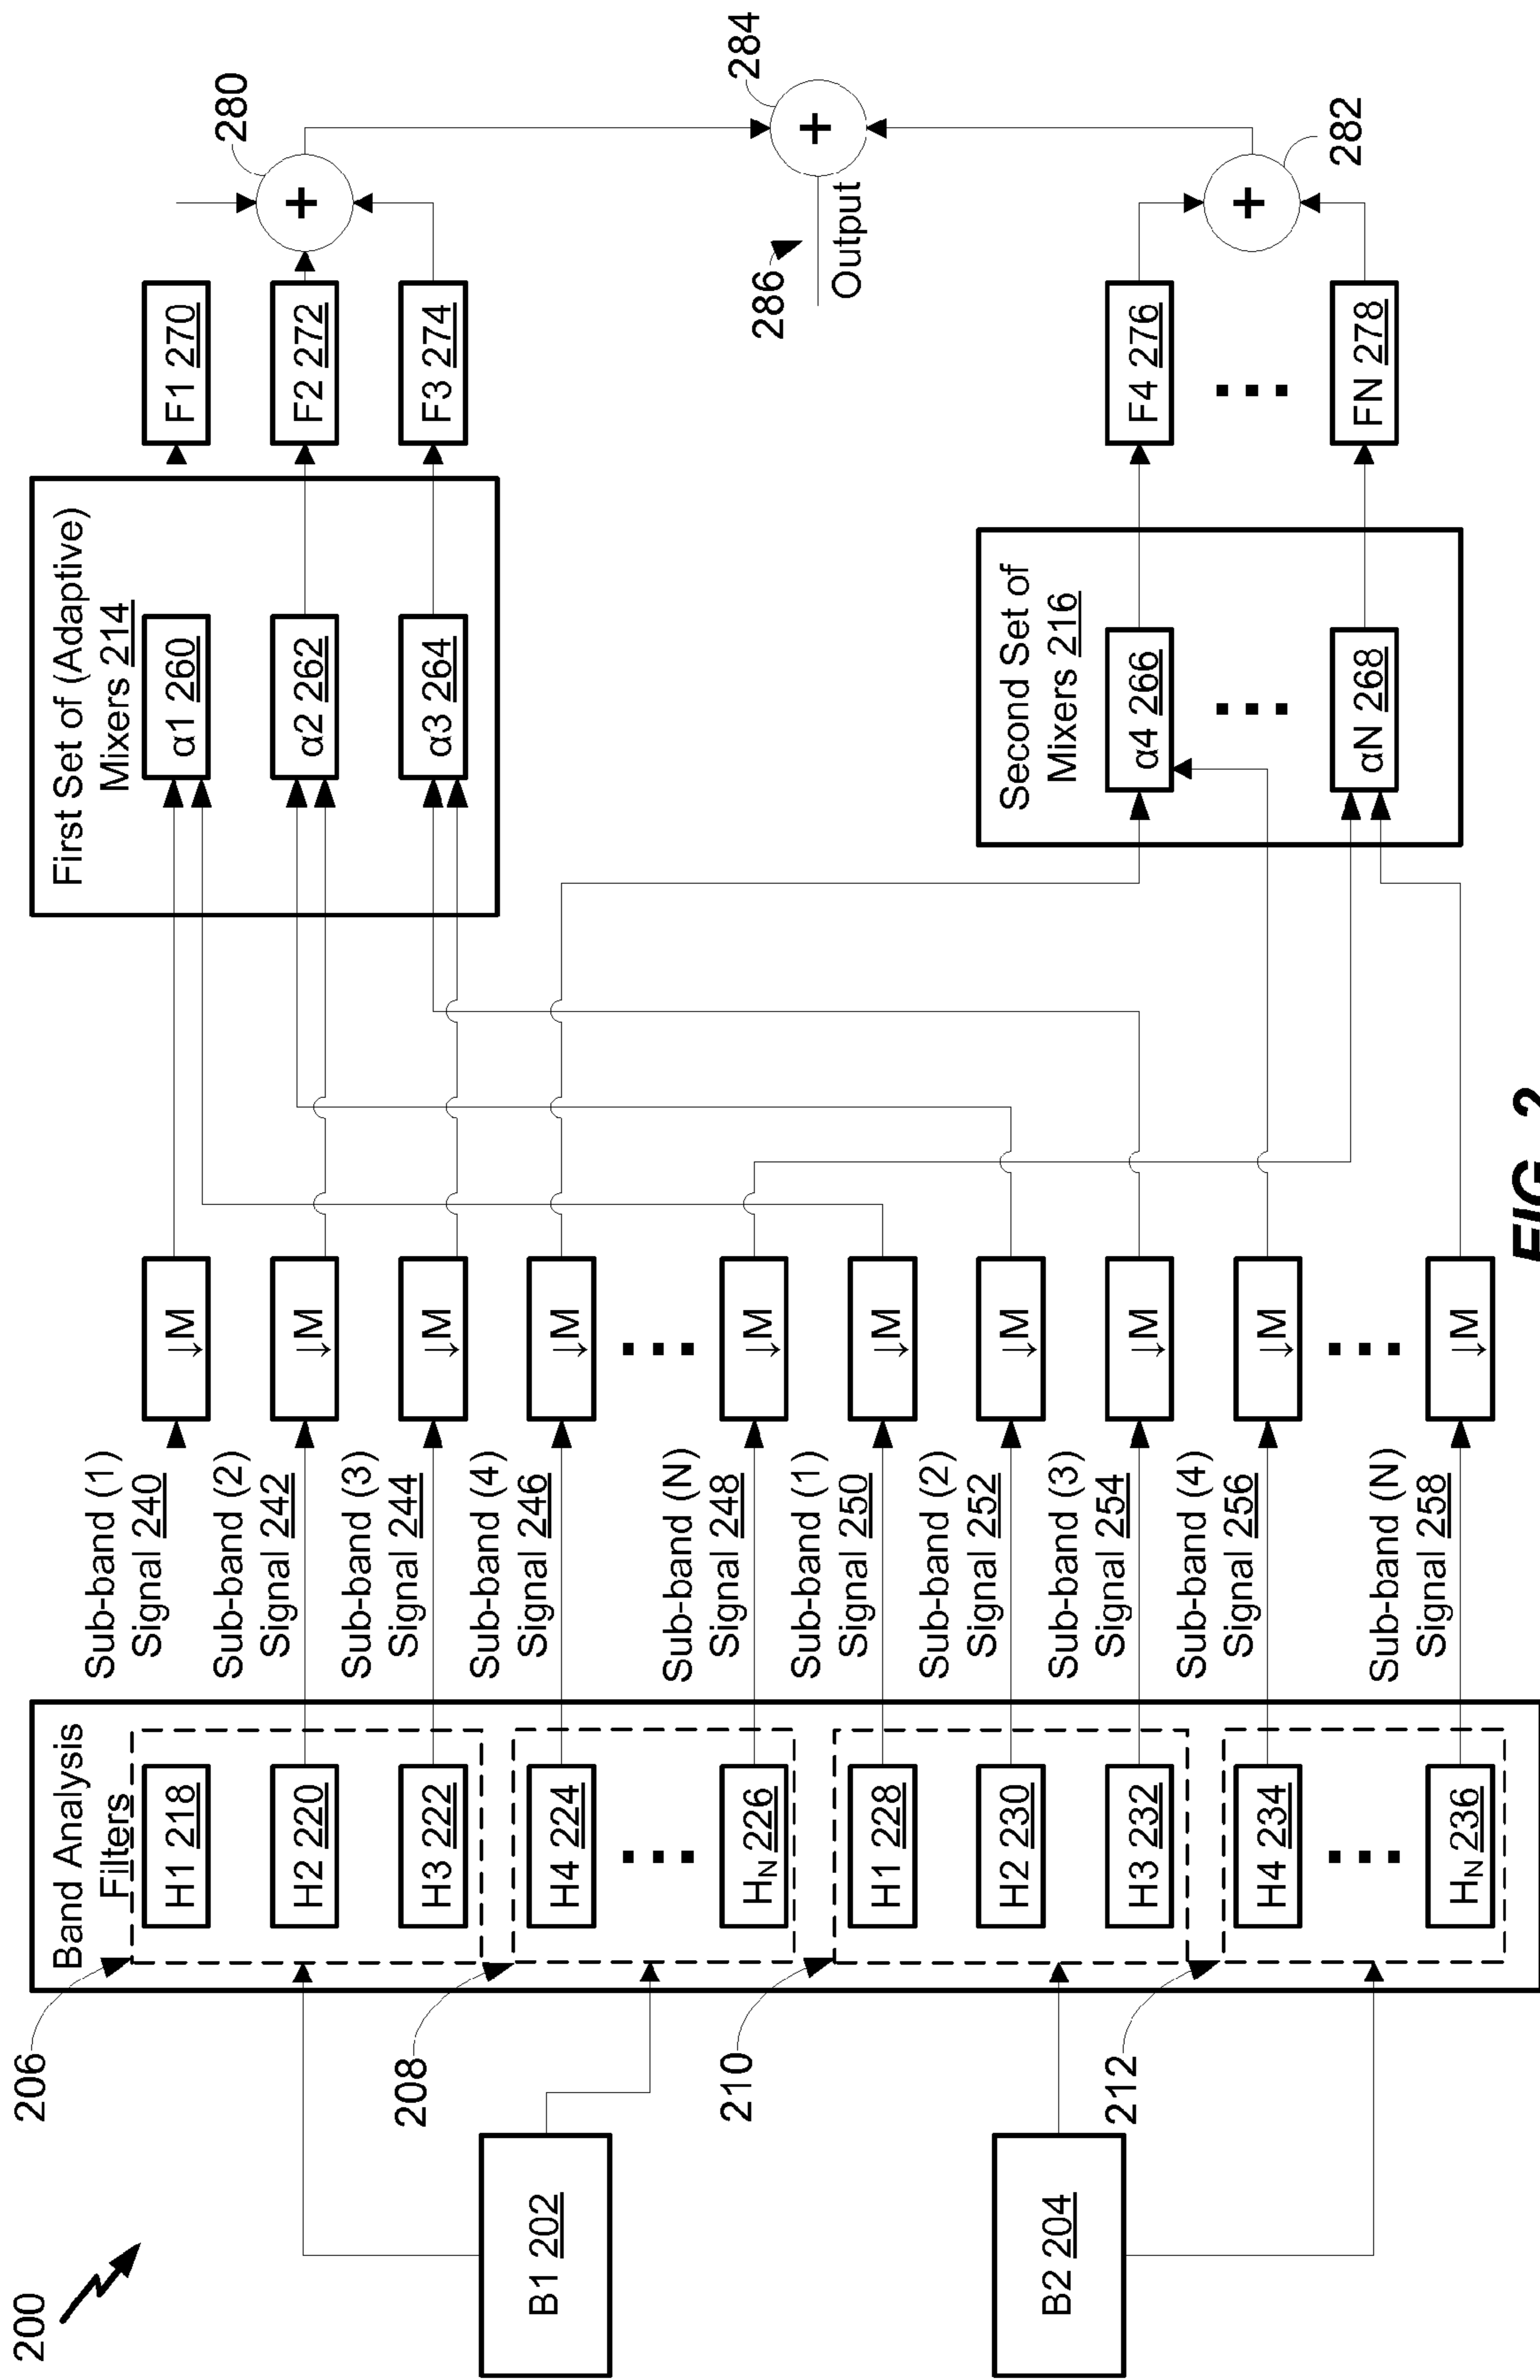 200
B1 202
B2 204
206
208
210
212
Band Analysis
Filters
H1 218
H2 220
H3 222
H4 224
HN 226
H1 228
H2 230
H3 232
H4 234
HN 236
Sub-band (1)
Signal 240
Sub-band (2)
Signal 242
Sub-band (3)
Signal 244
Sub-band (4)
Signal 246
Sub-band (N)
Signal 248
Sub-band (1)
Signal 250
Sub-band (2)
Signal 252
Sub-band (3)
Signal 254
Sub-band (4)
Signal 256
Sub-band (N)
Signal 258
↓M
↓M
↓M
↓M
↓M
↓M
↓M
↓M
↓M
↓M
First Set of (Adaptive)
Mixers 214
α1 260
α2 262
α3 264
Second Set of
Mixers 216
α4 266
αN 268
F1 270
F2 272
F3 274
F4 276
FN 278
280
+
284
+
286
Output
282
+
FIG. 2